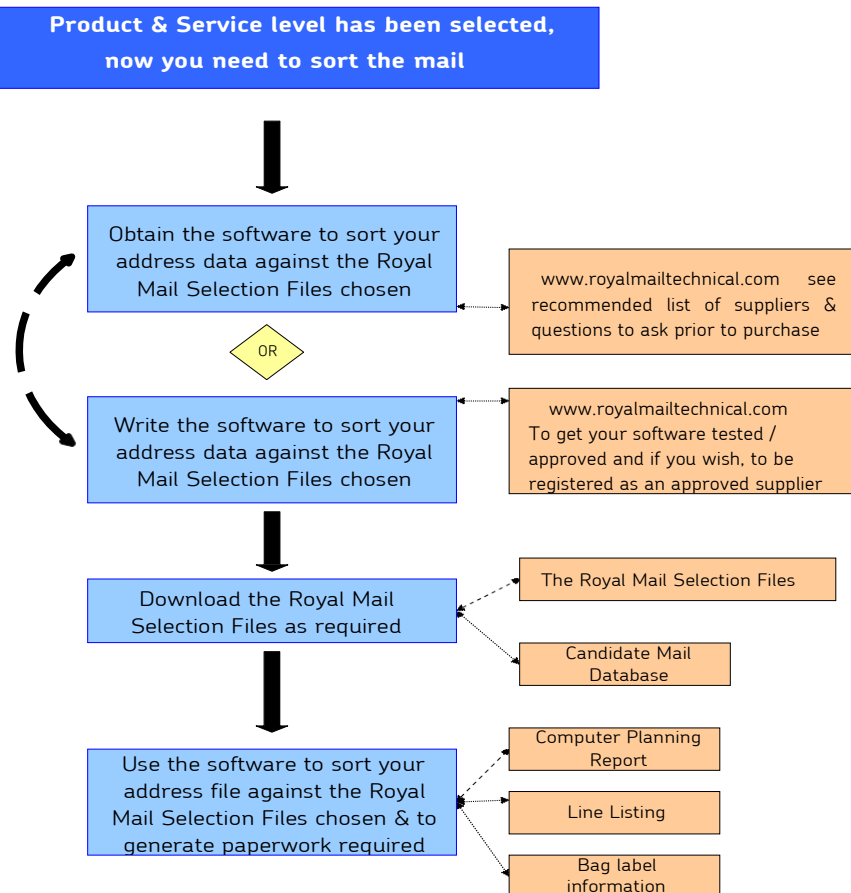 Product & Service level has been selected,
now you need to sort the mail
Obtain the software to sort your
address data against the Royal
Mail Selection Files chosen
www.royalmailtechnical.com see
recommended list of suppliers &
questions to ask prior to purchase
OR
Write the software to sort your
address data against the Royal
Mail Selection Files chosen
www.royalmailtechnical.com
To get your software tested /
approved and if you wish, to be
registered as an approved supplier
Download the Royal Mail
Selection Files as required
The Royal Mail Selection Files
Candidate Mail
Database
Use the software to sort your
address file against the Royal
Mail Selection Files chosen & to
generate paperwork required
Computer Planning
Report
Line Listing
Bag label
information